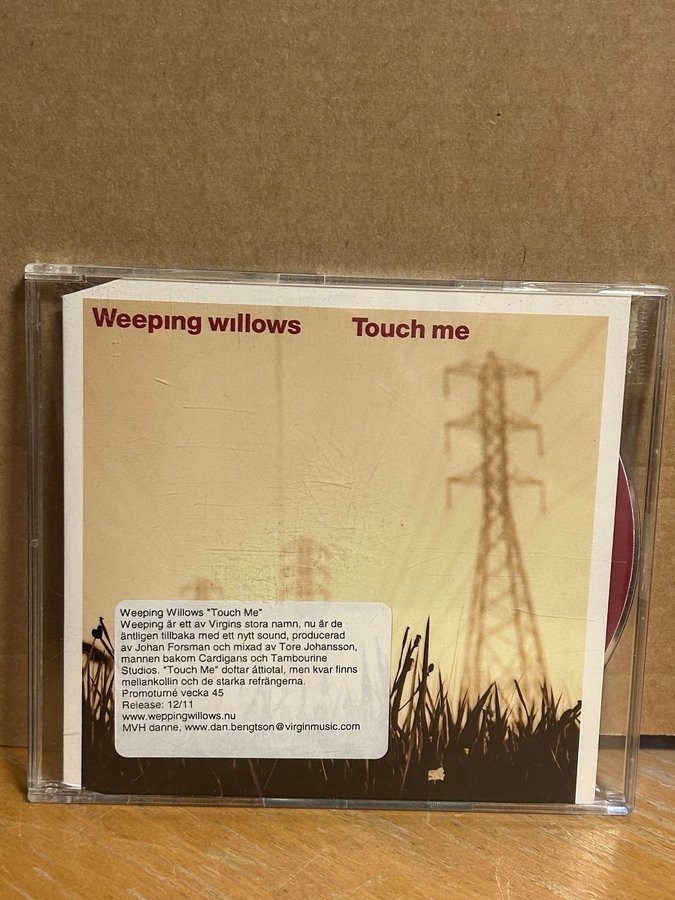 Weeping willows Touch me
Weeping Willows "Touch Me"
Weeping är ett av Virgins stora namn, nu är de
äntligen tillbaka med ett nytt sound, producerad
av Johan Forsman och mixad av Tore Johansson,
mannen bakom Cardigans och Tambourine
Studios. "Touch Me" doftar åttiotal, men kvar finns
mellankollin och de starka refrängerna.
Promoturné vecka 45
Release: 12/11
www.weppingwillows.nu
MVH danne, www.dan.bengtson@virginmusic.com